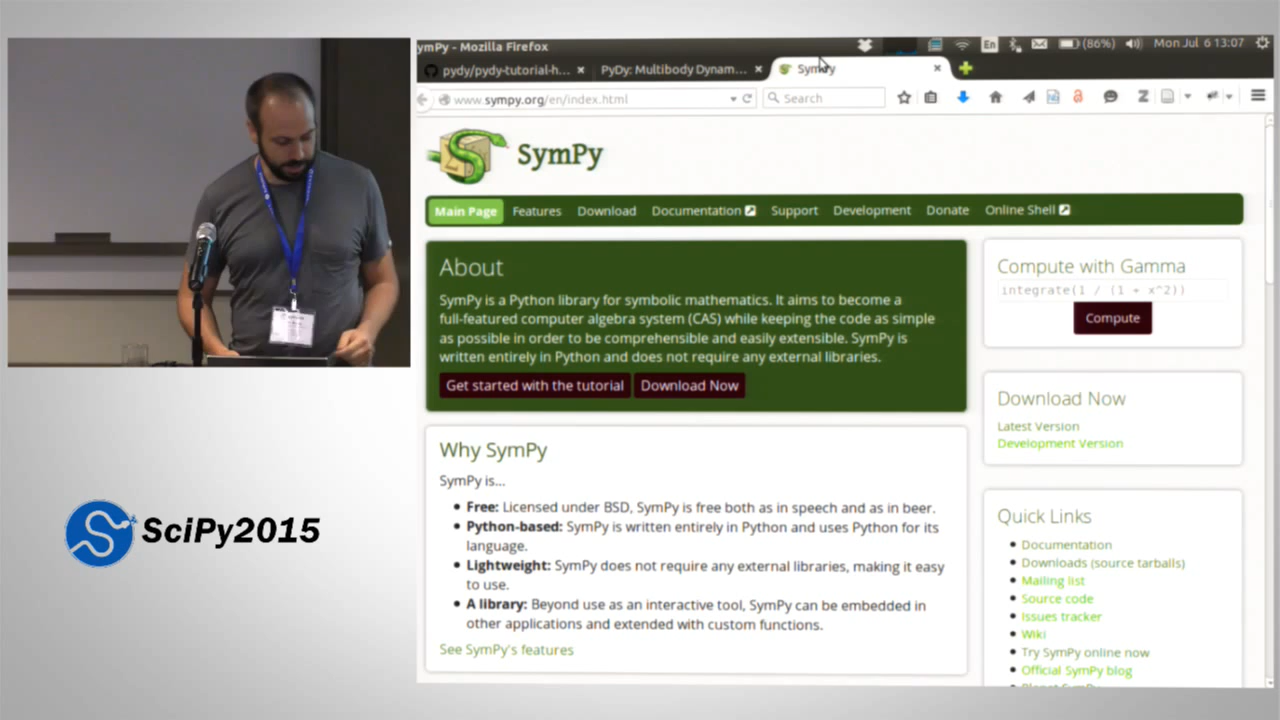 ymPy - Mozilla Firefox
En
(86%)
Mon Jul 6 13:07
pydy/pydy-tutorial-h... ×
PyDy: Multibody Dynam... ×
SymPy ×
www.sympy.org/en/index.html
Search
SymPy
Main Page Features Download Documentation Support Development Donate Online Shell
About
SymPy is a Python library for symbolic mathematics. It aims to become a
full-featured computer algebra system (CAS) while keeping the code as simple
as possible in order to be comprehensible and easily extensible. SymPy is
written entirely in Python and does not require any external libraries.
Get started with the tutorial Download Now
Why SymPy
SymPy is...
Free: Licensed under BSD, SymPy is free both as in speech and as in beer.
Python-based: SymPy is written entirely in Python and uses Python for its
language.
Lightweight: SymPy does not require any external libraries, making it easy
to use.
A library: Beyond use as an interactive tool, SymPy can be embedded in
other applications and extended with custom functions.
See SymPy's features
Compute with Gamma
integrate(1 / (1 + x^2))
Compute
Download Now
Latest Version
Development Version
Quick Links
Documentation
Downloads (source tarballs)
Mailing list
Source code
Issues tracker
Wiki
Try SymPy online now
Official SymPy blog
SciPy2015